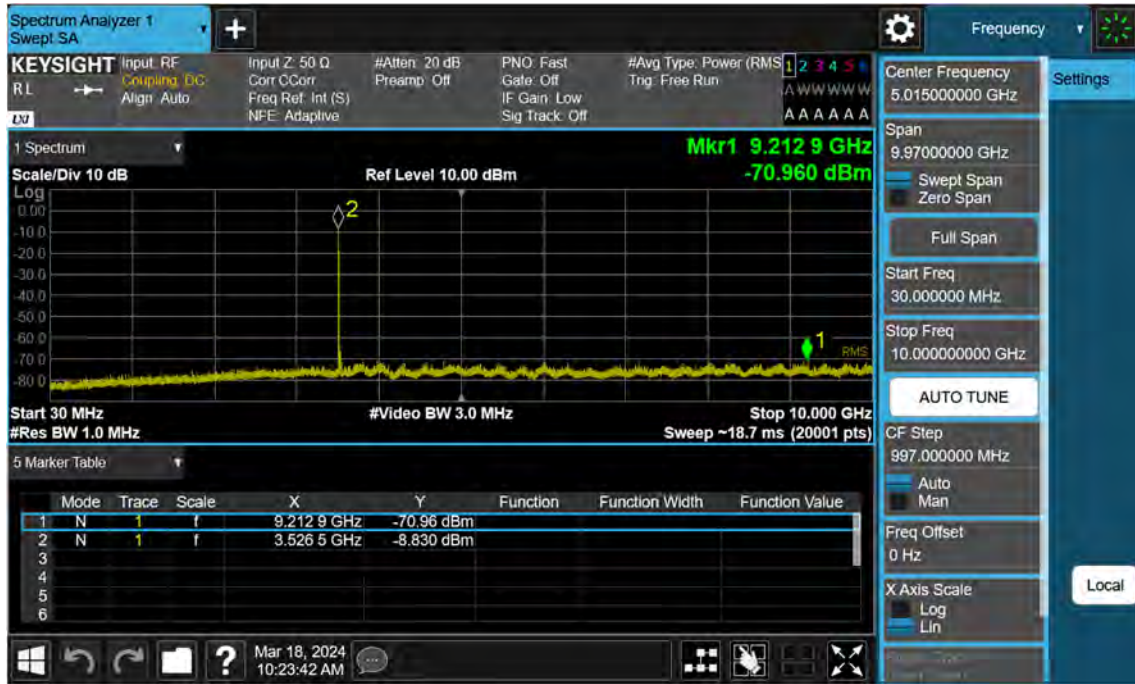 Spectrum Analyzer 1
Swept SA
Frequency
KEYSIGHT
RL
LXI
Input: RF
Coupling: DC
Align: Auto
Input Z: 50 Ω
Corr CCorr
Freq Ref: Int (S)
NFE: Adaptive
#Atten: 20 dB
Preamp: Off
PNO: Fast
Gate: Off
IF Gain: Low
Sig Track: Off
#Avg Type: Power (RMS
Trig: Free Run
1 2 3 4 5 6
A W W W W W
A A A A A A
1 Spectrum
Scale/Div 10 dB
Ref Level 10.00 dBm
Mkr1 9.212 9 GHz
-70.960 dBm
Log
0.00
-10.0
-20.0
-30.0
-40.0
-50.0
-60.0
-70.0
-80.0
2
1
RMS
Start 30 MHz
#Video BW 3.0 MHz
Stop 10.000 GHz
#Res BW 1.0 MHz
Sweep ~18.7 ms (20001 pts)
5 Marker Table
Mode Trace Scale X Y Function Function Width Function Value
1 N 1 f 9.212 9 GHz -70.96 dBm
2 N 1 f 3.526 5 GHz -8.830 dBm
3
4
5
6
Mar 18, 2024
10:23:42 AM
?
Center Frequency
5.015000000 GHz
Settings
Span
9.97000000 GHz
Swept Span
Zero Span
Full Span
Start Freq
30.000000 MHz
Stop Freq
10.000000000 GHz
AUTO TUNE
CF Step
997.000000 MHz
Auto
Man
Freq Offset
0 Hz
X Axis Scale
Log
Lin
Local